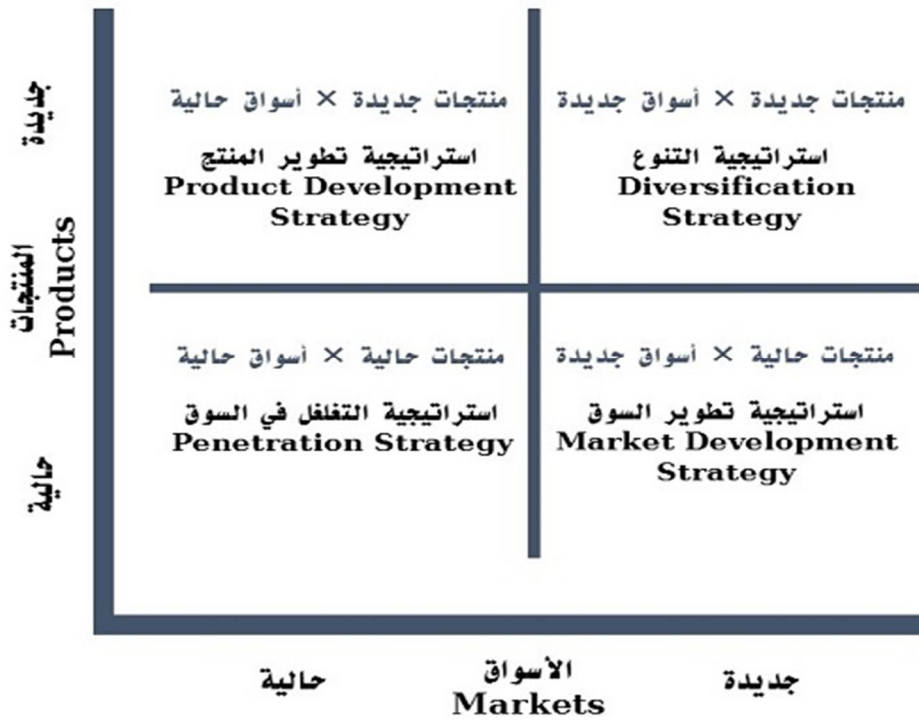 جديدة
المنتجات
Products
حالية
منتجات جديدة × أسواق حالية
استراتيجية تطوير المنتج
Product Development
Strategy
منتجات جديدة × أسواق جديدة
استراتيجية التنوع
Diversification
Strategy
منتجات حالية × أسواق حالية
استراتيجية التغلغل في السوق
Penetration Strategy
منتجات حالية × أسواق جديدة
استراتيجية تطوير السوق
Market Development
Strategy
حالية
الأسواق
Markets
جديدة